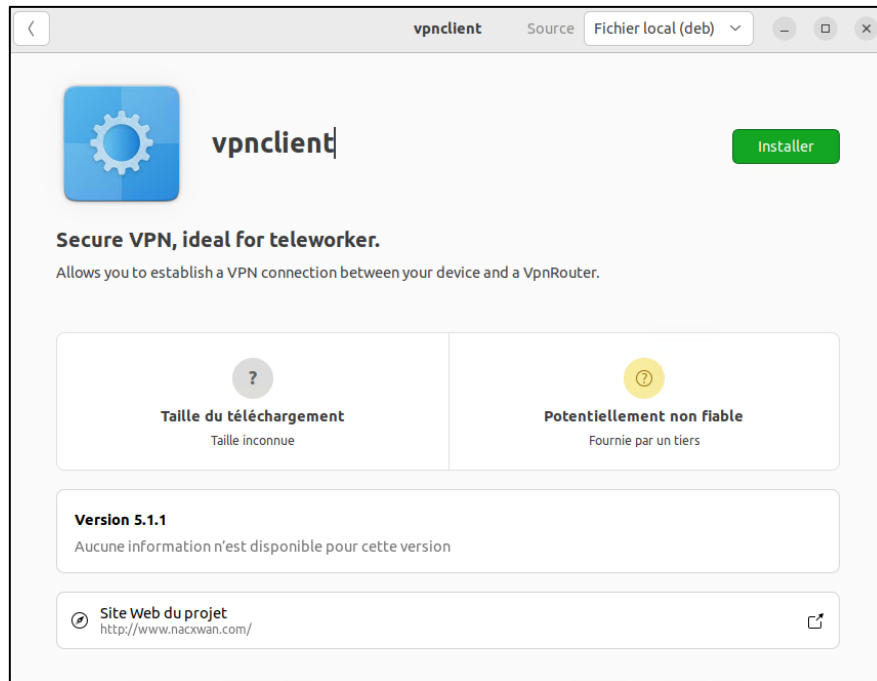 vpnclient
Source
Fichier local (deb)
vpnclient
Installer
Secure VPN, ideal for teleworker.
Allows you to establish a VPN connection between your device and a VpnRouter.
?
Taille du téléchargement
Taille inconnue
?
Potentiellement non fiable
Fournie par un tiers
Version 5.1.1
Aucune information n’est disponible pour cette version
Site Web du projet
http://www.nacxwan.com/